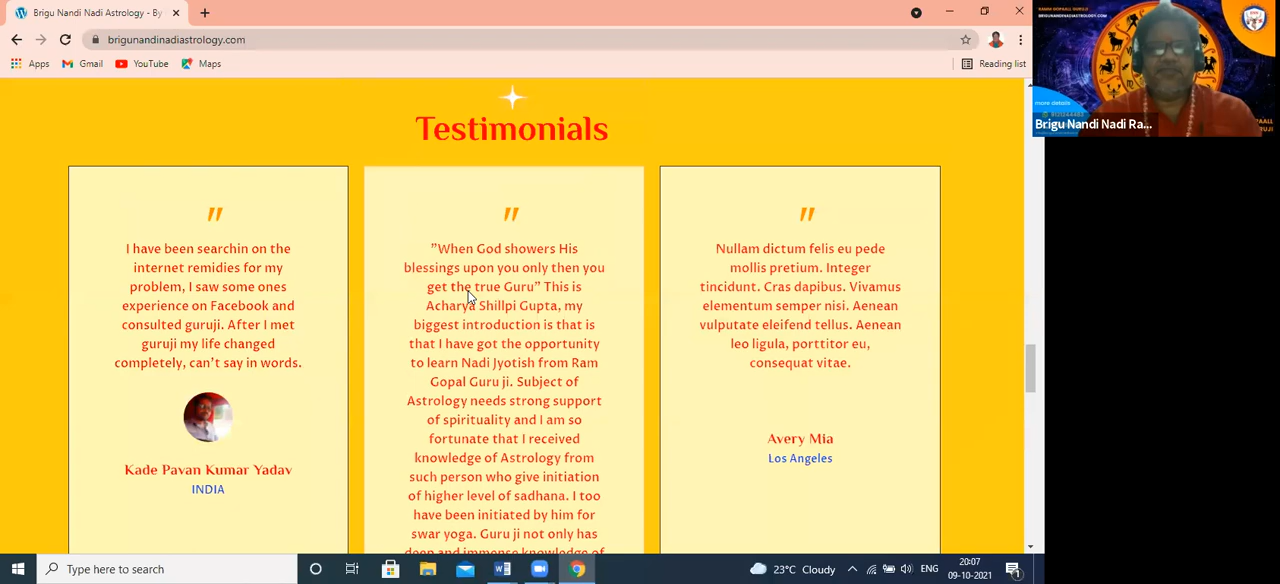 Brigu Nandi Nadi Astrology - By
brigunandinadiastrology.com
Apps
Gmail
YouTube
Maps
Reading list
BRIGUNANDINADIASTROLOGY.COM
more details
Brigu Nandi Nadi Ra...
Testimonials
"
I have been searchin on the
internet remidies for my
problem, I saw some ones
experience on Facebook and
consulted guruji. After I met
guruji my life changed
completely, can't say in words.
Kade Pavan Kumar Yadav
INDIA
"
"When God showers His
blessings upon you only then you
get the true Guru" This is
Acharya Shillpi Gupta, my
biggest introduction is that is
that I have got the opportunity
to learn Nadi Jyotish from Ram
Gopal Guru ji. Subject of
Astrology needs strong support
of spirituality and I am so
fortunate that I received
knowledge of Astrology from
such person who give initiation
of higher level of sadhana. I too
have been initiated by him for
swar yoga. Guru ji not only has
deep and immense knowledge of
"
Nullam dictum felis eu pede
mollis pretium. Integer
tincidunt. Cras dapibus. Vivamus
elementum semper nisi. Aenean
vulputate eleifend tellus. Aenean
leo ligula, porttitor eu,
consequat vitae.
Avery Mia
Los Angeles
Type here to search
23°C Cloudy
ENG
20:07
09-10-2021